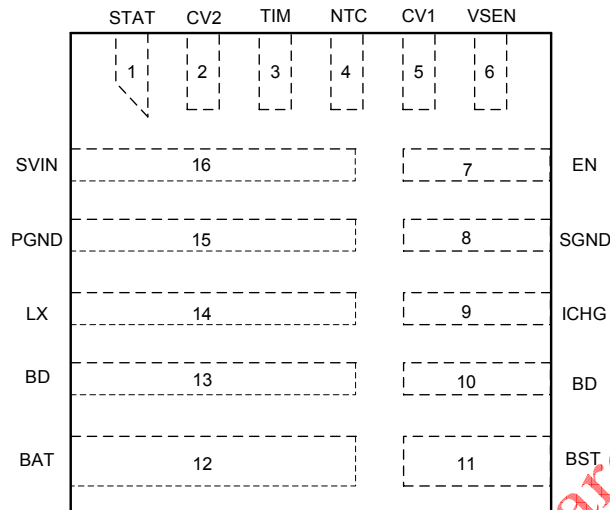 STAT CV2 TIM NTC CV1 VSEN
1 2 3 4 5 6
SVIN 16 7 EN
PGND 15 8 SGND
LX 14 9 ICHG
BD 13 10 BD
BAT 12 11 BST